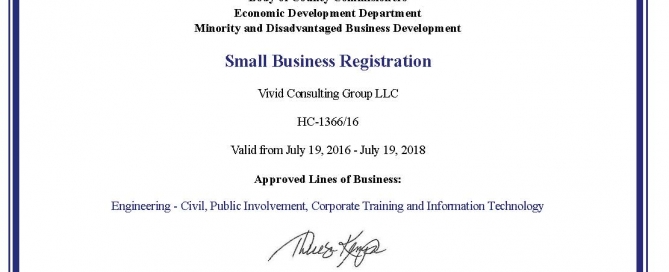 Economic Development Department
Minority and Disadvantaged Business Development
Small Business Registration
Vivid Consulting Group LLC
HC-1366/16
Valid from July 19, 2016 - July 19, 2018
Approved Lines of Business:
Engineering - Civil, Public Involvement, Corporate Training and Information Technology